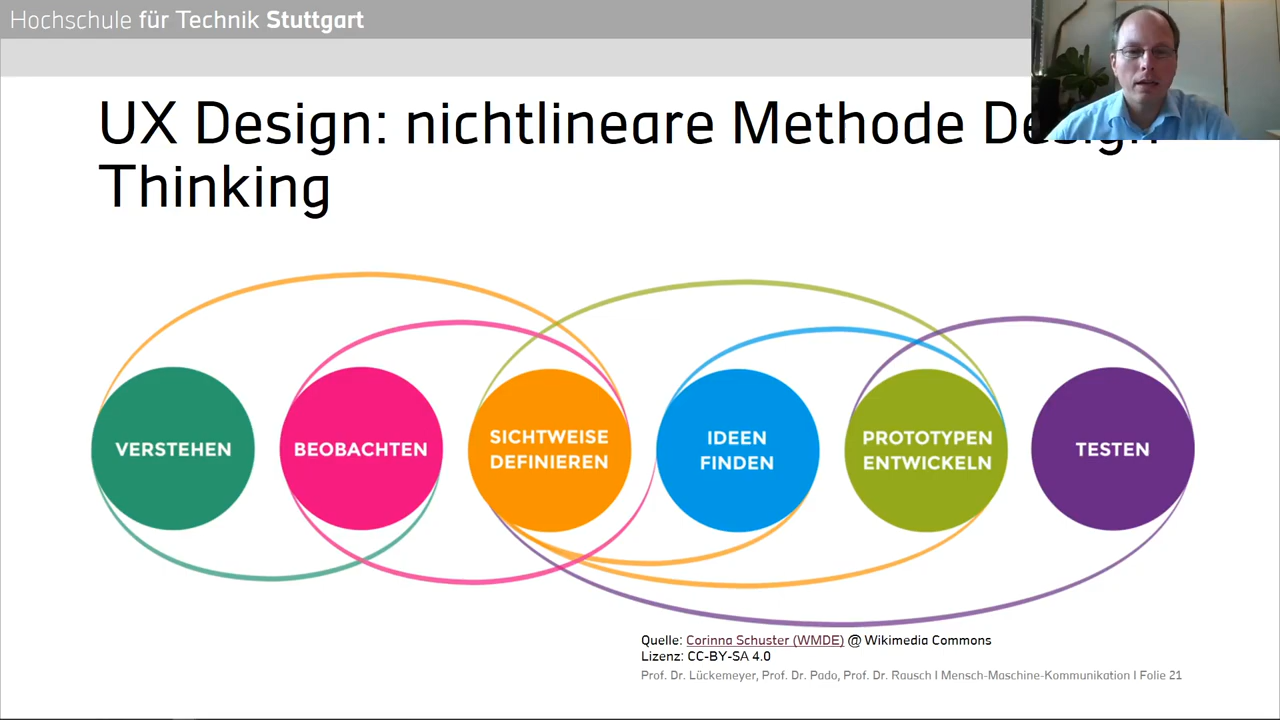 Hochschule für Technik Stuttgart
UX Design: nichtlineare Methode
Thinking
VERSTEHEN
BEOBACHTEN
SICHTWEISE
DEFINIEREN
IDEEN
FINDEN
PROTOTYPEN
ENTWICKELN
TESTEN
Quelle: Corinna Schuster (WMDE) @ Wikimedia Commons
Lizenz: CC-BY-SA 4.0
Prof. Dr. Lückemeyer, Prof. Dr. Pado, Prof. Dr. Rausch I Mensch-Maschine-Kommunikation I Folie 21